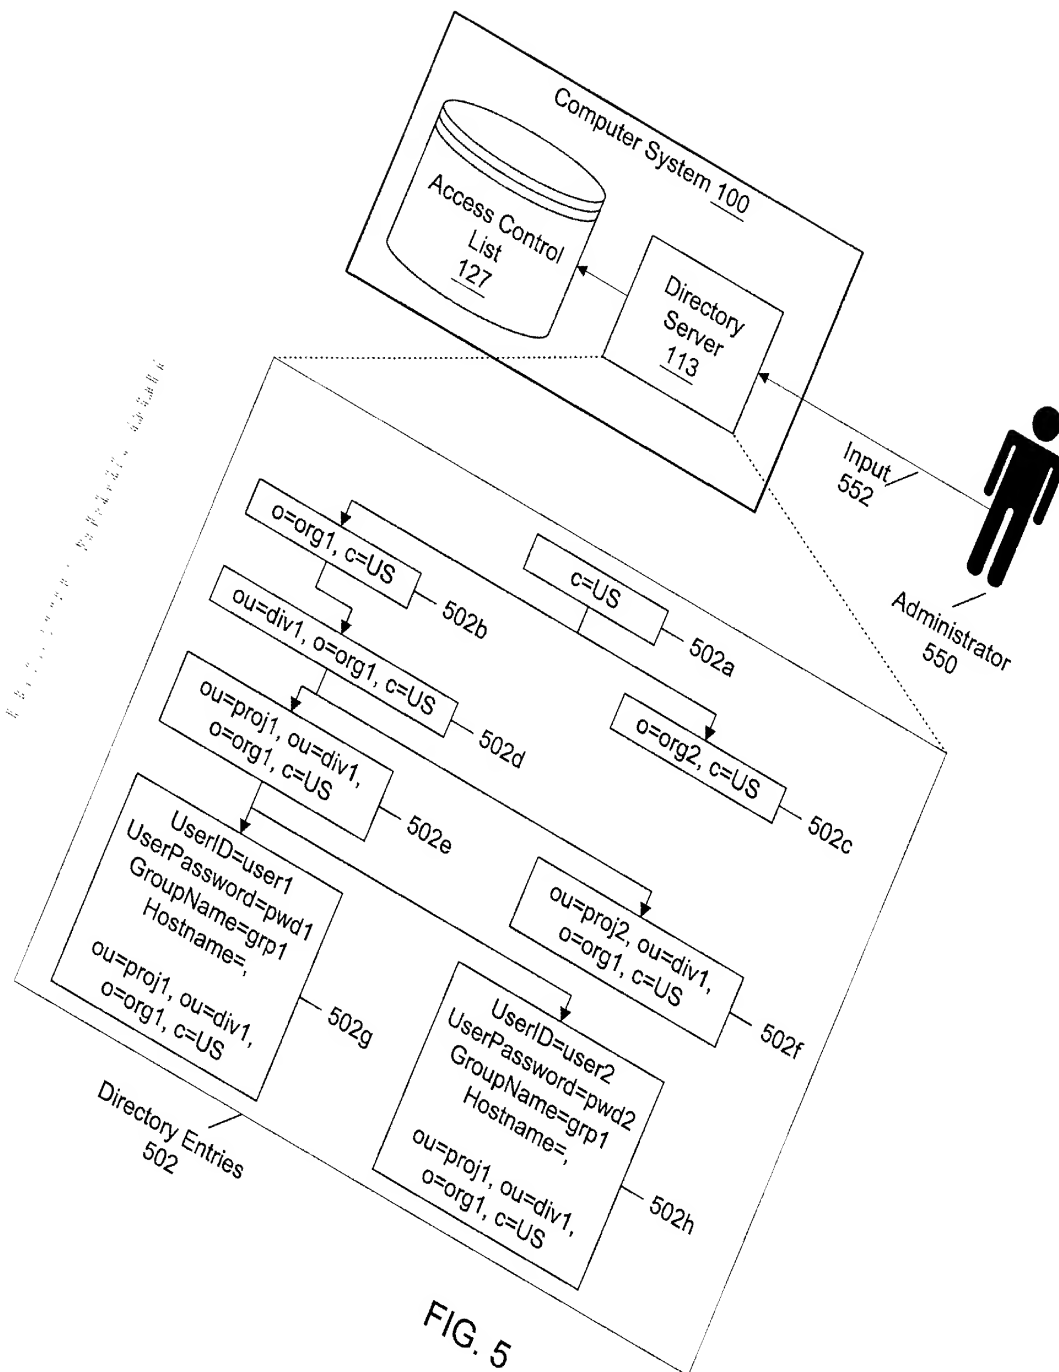 Computer System 100
Access Control
List
127
Directory
Server
113
Input
552
Administrator
550
c=US
502a
o=org1, c=US
502b
o=org2, c=US
502c
ou=div1, o=org1, c=US
502d
ou=proj1, ou=div1,
o=org1, c=US
502e
ou=proj2, ou=div1,
o=org1, c=US
502f
UserID=user1
UserPassword=pwd1
GroupName=grp1
Hostname=,
ou=proj1, ou=div1,
o=org1, c=US
502g
UserID=user2
UserPassword=pwd2
GroupName=grp1
Hostname=,
ou=proj1, ou=div1,
o=org1, c=US
502h
Directory Entries
502
FIG. 5